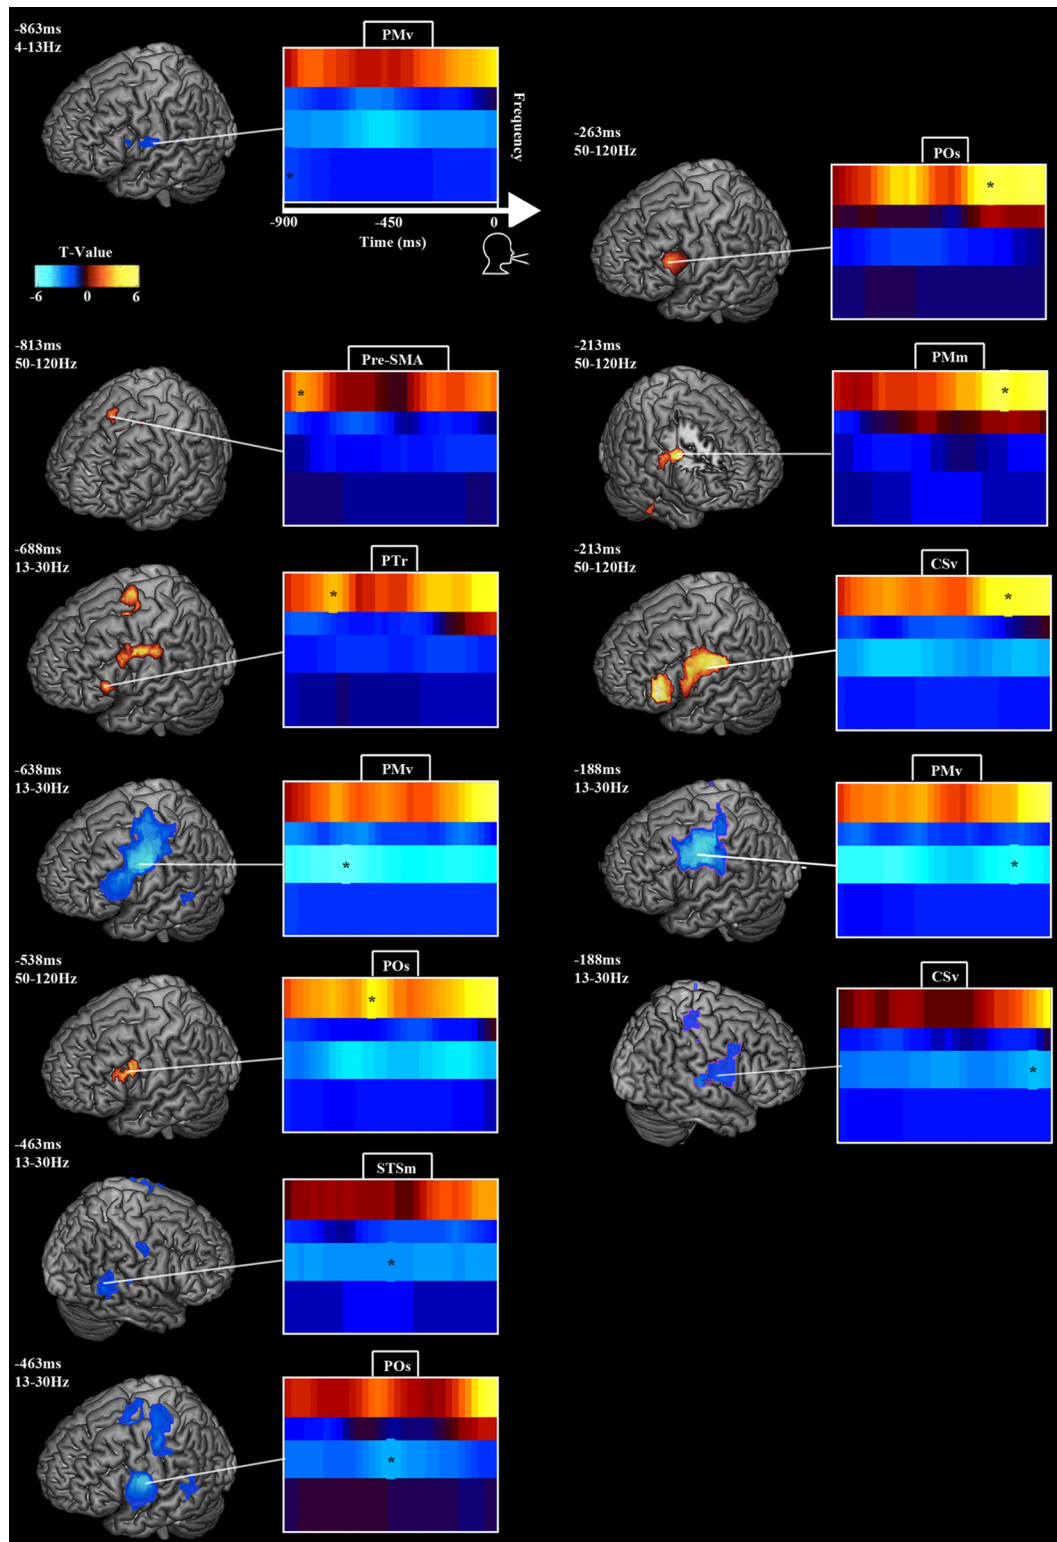 -863ms
4-13Hz
PMv
Frequency
-900
-450
0
Time (ms)
*
T-Value
-6
0
6
-813ms
50-120Hz
Pre-SMA
*
-688ms
13-30Hz
PTr
*
-638ms
13-30Hz
PMv
*
-538ms
50-120Hz
POs
*
-463ms
13-30Hz
STSm
*
-463ms
13-30Hz
POs
*
-263ms
50-120Hz
POs
*
-213ms
50-120Hz
PMm
*
-213ms
50-120Hz
CSv
*
-188ms
13-30Hz
PMv
*
-188ms
13-30Hz
CSv
*